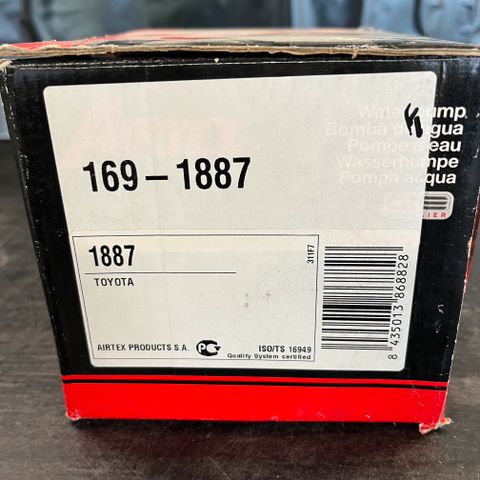 Water pump
Bomba de agua
Pompe à eau
Wasserpumpe
Pompa acqua
169-1887
1887
TOYOTA
311F7
AIRTEX PRODUCTS S.A.
ISO/TS 16949
Quality System certified
8 435013 868828